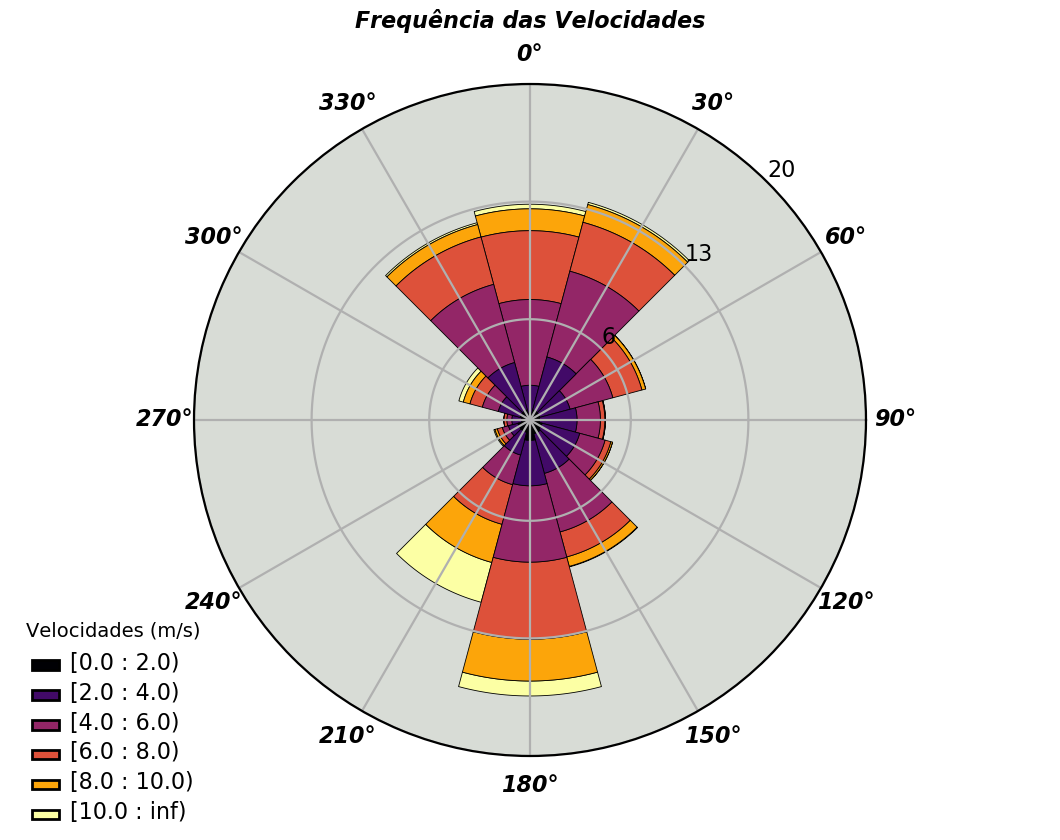 Frequência das Velocidades
0°
330°
30°
20
300°
60°
13
6
270°
90°
240°
120°
Velocidades (m/s)
[0.0 : 2.0)
[2.0 : 4.0)
[4.0 : 6.0)
210°
150°
[6.0 : 8.0)
180°
[8.0 : 10.0)
[10.0 : inf)